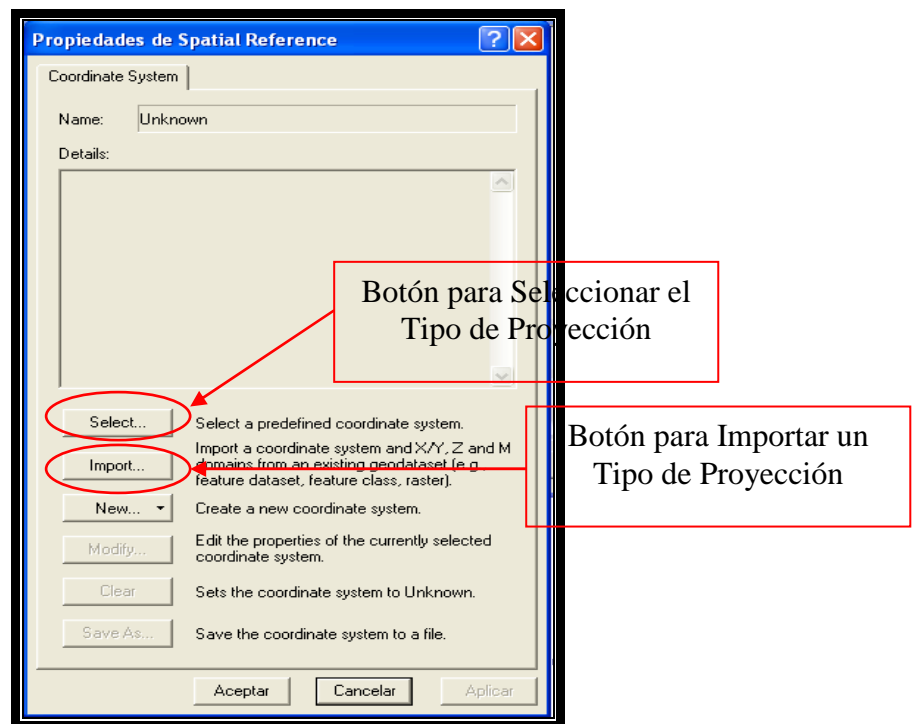 Propiedades de Spatial Reference
Coordinate System
Name: Unknown
Details:
Botón para Seleccionar el
Tipo de Proyección
Select... Select a predefined coordinate system.
Import... Import a coordinate system and X/Y, Z and M
domains from an existing geodataset (e.g.,
feature dataset, feature class, raster).
Botón para Importar un
Tipo de Proyección
New... Create a new coordinate system.
Modify... Edit the properties of the currently selected
coordinate system.
Clear Sets the coordinate system to Unknown.
Save As... Save the coordinate system to a file.
Aceptar Cancelar Aplicar